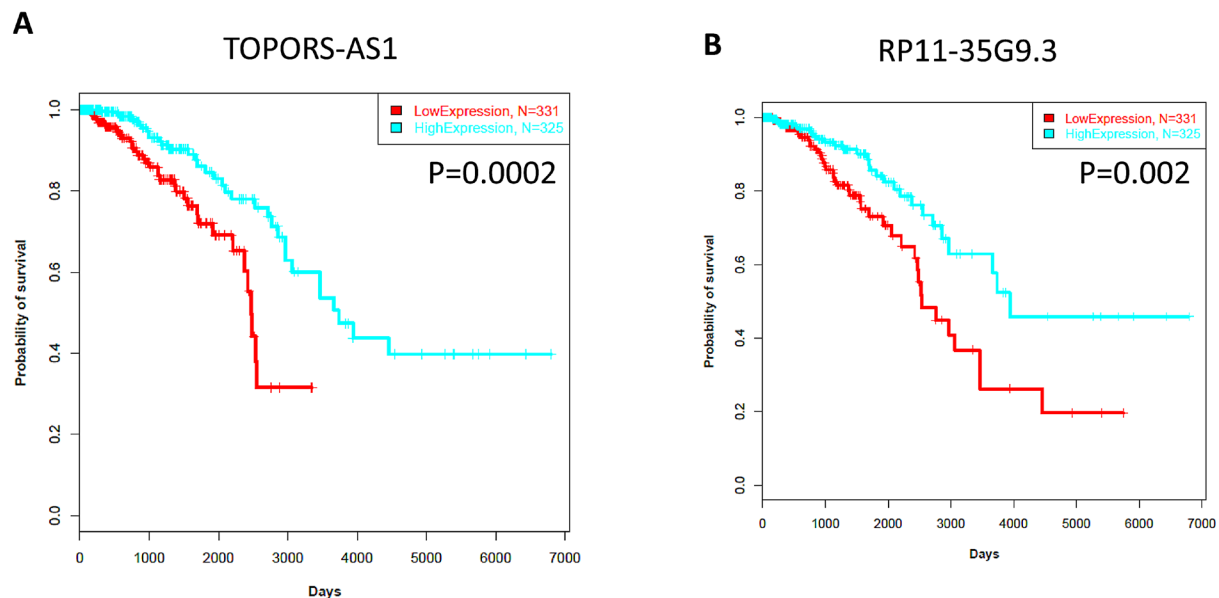 A
TOPORS-AS1
LowExpression, N=331
HighExpression, N=325
P=0.0002
Probability of survival
1.0
0.8
0.6
0.4
0.2
0.0
0
1000
2000
3000
4000
5000
6000
7000
Days
B
RP11-35G9.3
LowExpression, N=331
HighExpression, N=325
P=0.002
Probability of survival
1.0
0.8
0.6
0.4
0.2
0.0
0
1000
2000
3000
4000
5000
6000
7000
Days